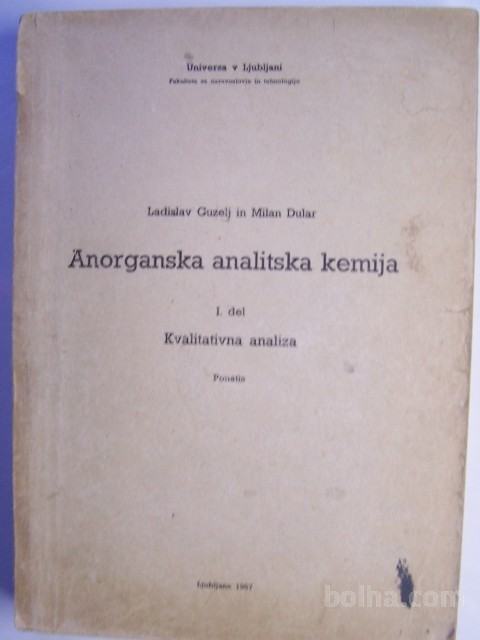 Univerza v Ljubljani
Fakulteta za naravoslovje in tehnologijo
Ladislav Guzelj in Milan Dular
Anorganska analitska kemija
I. del
Kvalitativna analiza
Ponatis
Ljubljana 1967
bolha.com